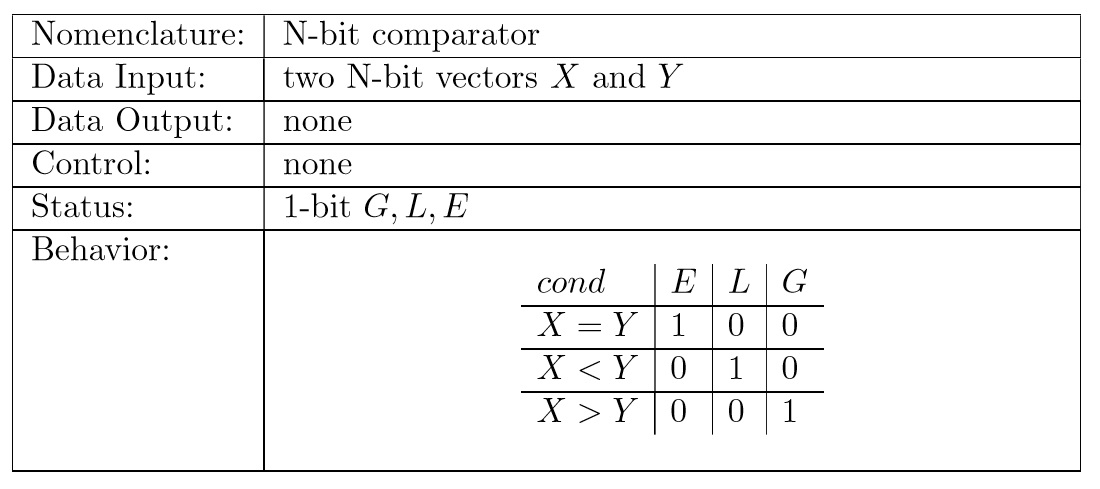 Nomenclature: N-bit comparator
Data Input: two N-bit vectors X and Y
Data Output: none
Control: none
Status: 1-bit G, L, E
Behavior:
cond E L G
X = Y 1 0 0
X < Y 0 1 0
X > Y 0 0 1